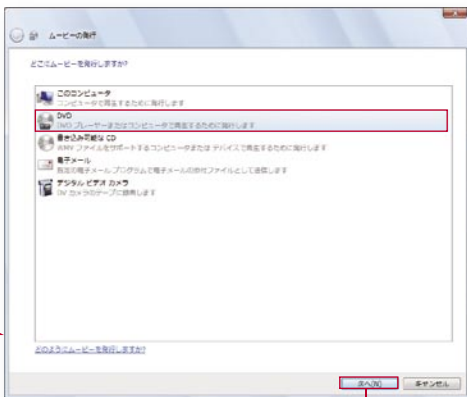 ムービーの発行
どこにムービーを発行しますか?
このコンピュータ
コンピュータで再生するために発行します
DVD
DVD プレーヤーまたはコンピュータで再生するために発行します
書き込み可能な CD
WMV ファイルをサポートするコンピュータまたは デバイスで再生するために発行します
電子メール
既定の電子メール プログラムで電子メールの添付ファイルとして送信します
デジタル ビデオ カメラ
DV カメラのテープに録画します
どのようにムービーを発行しますか?
次へ(N)
キャンセル